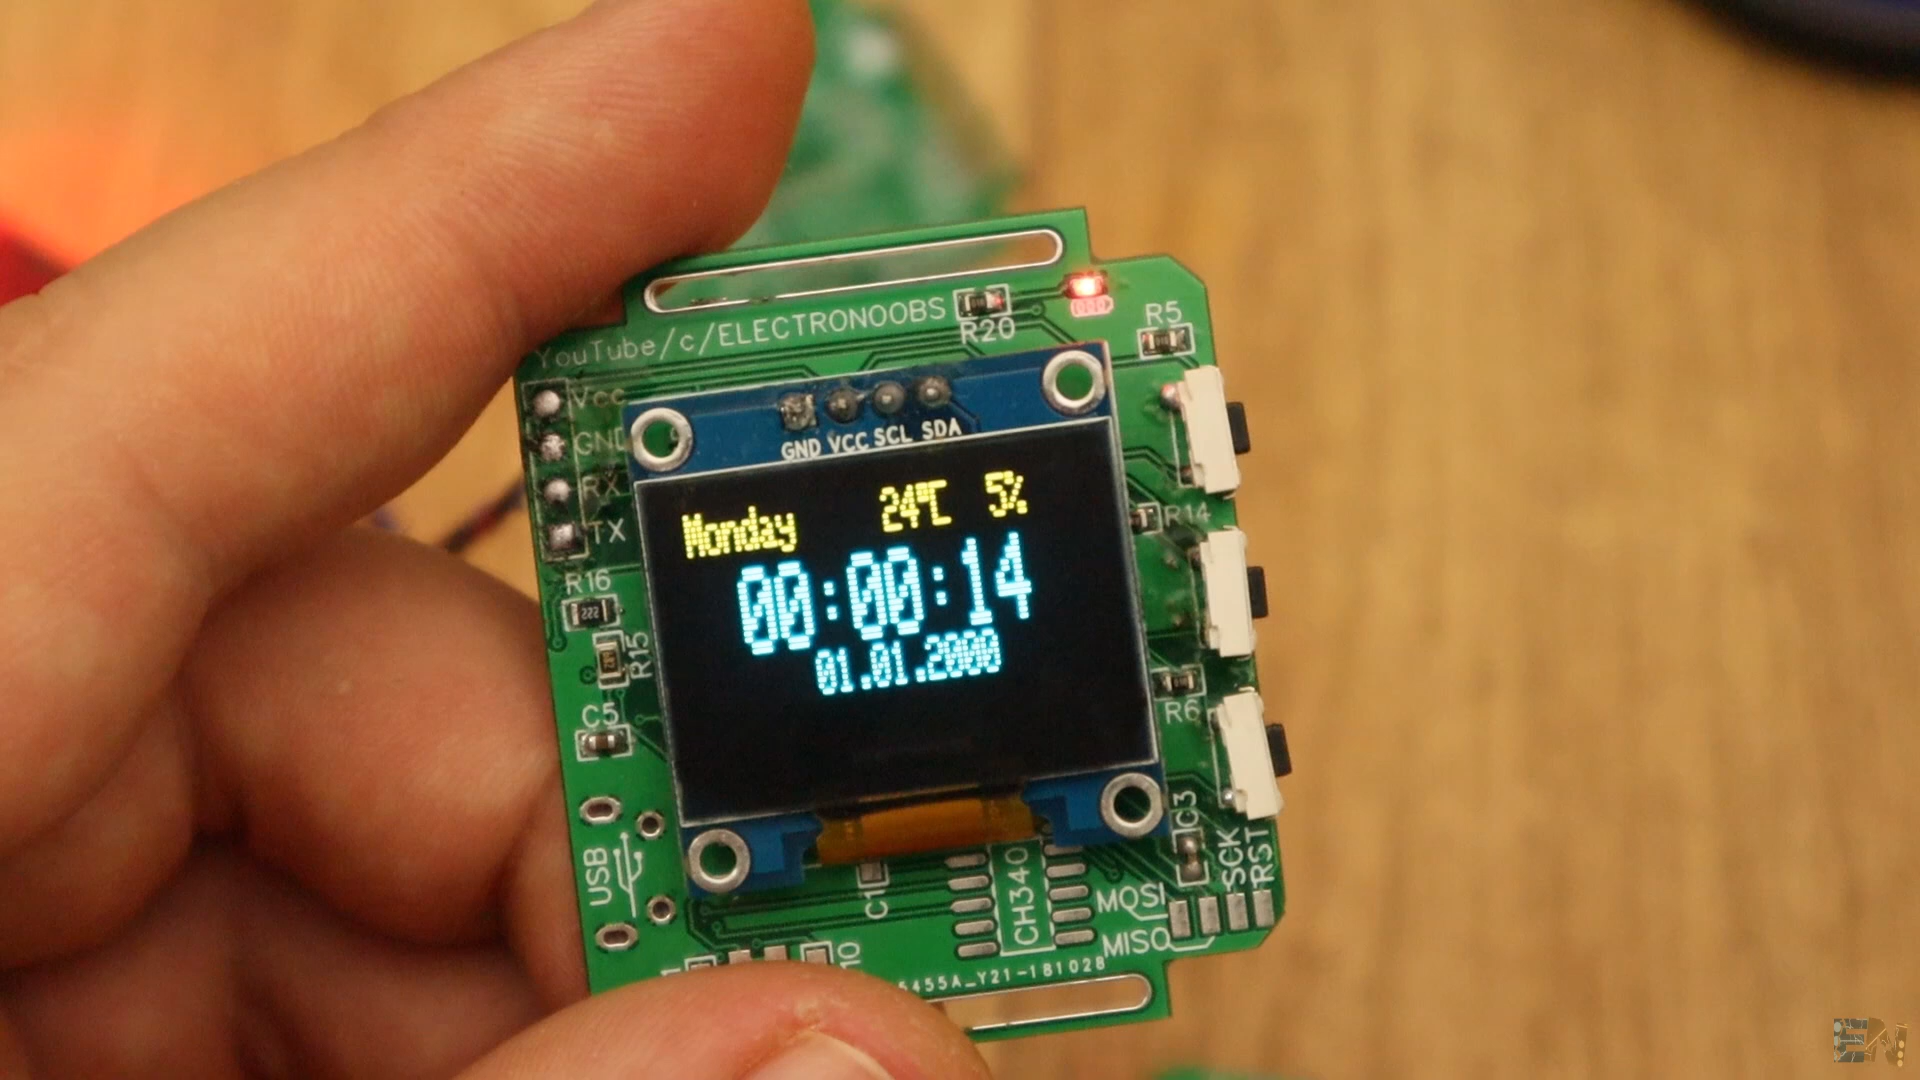 YouTube/c/ELECTRONOOBS
R20
R5
Vcc
GND
RX
TX
GND VCC SCL SDA
Monday 24°C 5%
00:00:14
01.01.2000
R14
R16
222
R15
C5
R6
C3
USB
CH340
SCK
RST
MOSI
MISO
5455A_Y21-181028
EN